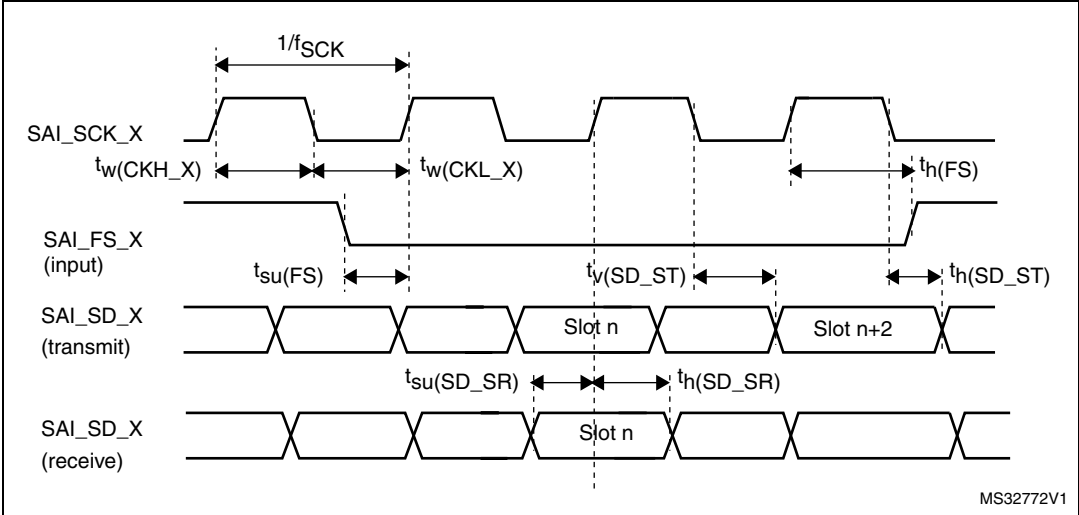 1/fSCK
SAI_SCK_X
tw(CKH_X)
tw(CKL_X)
th(FS)
SAI_FS_X
(input)
tsu(FS)
tv(SD_ST)
th(SD_ST)
SAI_SD_X
(transmit)
Slot n
Slot n+2
tsu(SD_SR)
th(SD_SR)
SAI_SD_X
(receive)
Slot n
MS32772V1